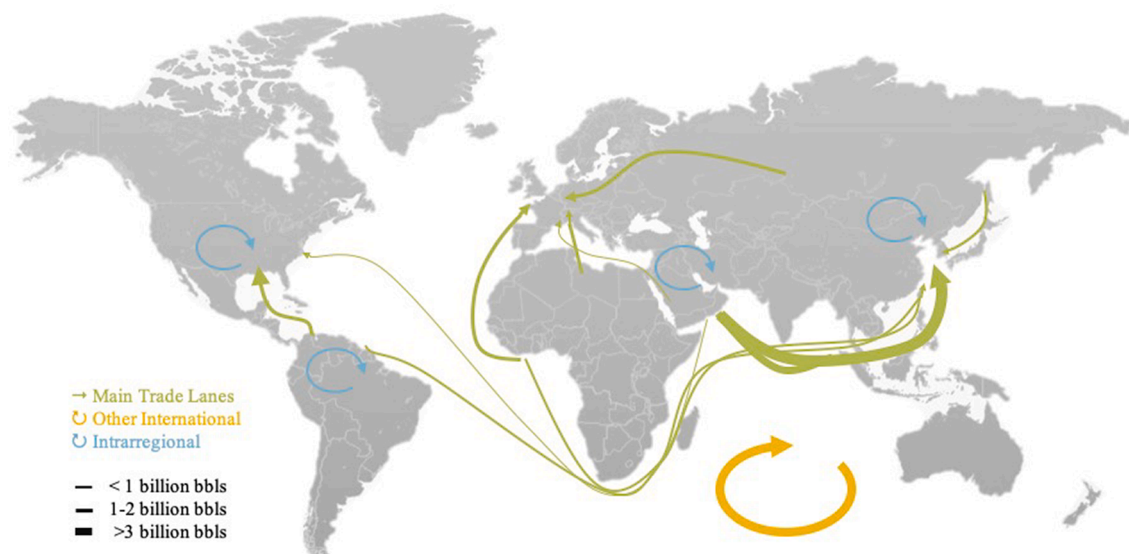 → Main Trade Lanes
↻ Other International
↻ Intrarregional
< 1 billion bbls
1-2 billion bbls
>3 billion bbls